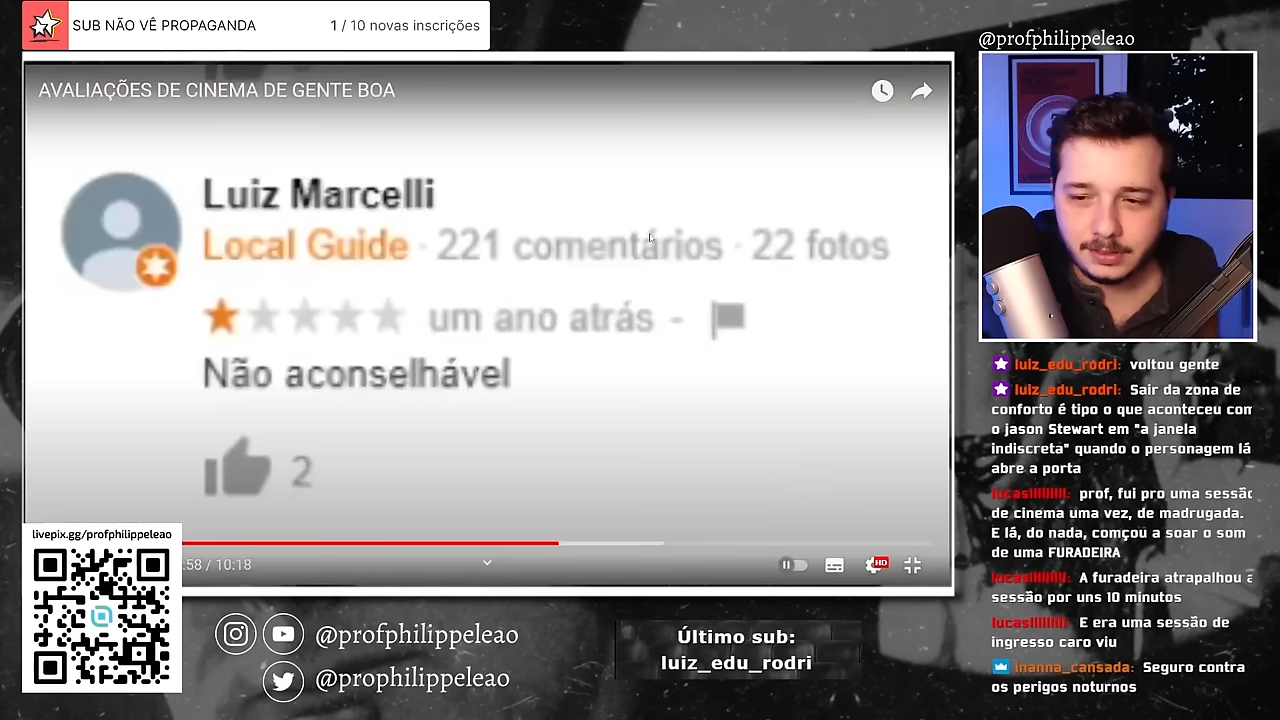 SUB NÃO VÊ PROPAGANDA
1 / 10 novas inscrições
@profphilippeleao
AVALIAÇÕES DE CINEMA DE GENTE BOA
Luiz Marcelli
Local Guide · 221 comentários · 22 fotos
um ano atrás -
Não aconselhável
2
livepix.gg/profphilippeleao
:58 / 10:18
HD
@profphilippeleao
@prophilippeleao
Último sub:
luiz_edu_rodri
luiz_edu_rodri: voltou gente
luiz_edu_rodri: Sair da zona de
conforto é tipo o que aconteceu com
o jason Stewart em "a janela
indiscreta" quando o personagem lá
abre a porta
prof, fui pro uma sessão
de cinema uma vez, de madrugada.
E lá, do nada, comçou a soar o som
de uma FURADEIRA
A furadeira atrapalhou a
sessão por uns 10 minutos
E era uma sessão de
ingresso caro viu
inanna_cansada: Seguro contra
os perigos noturnos